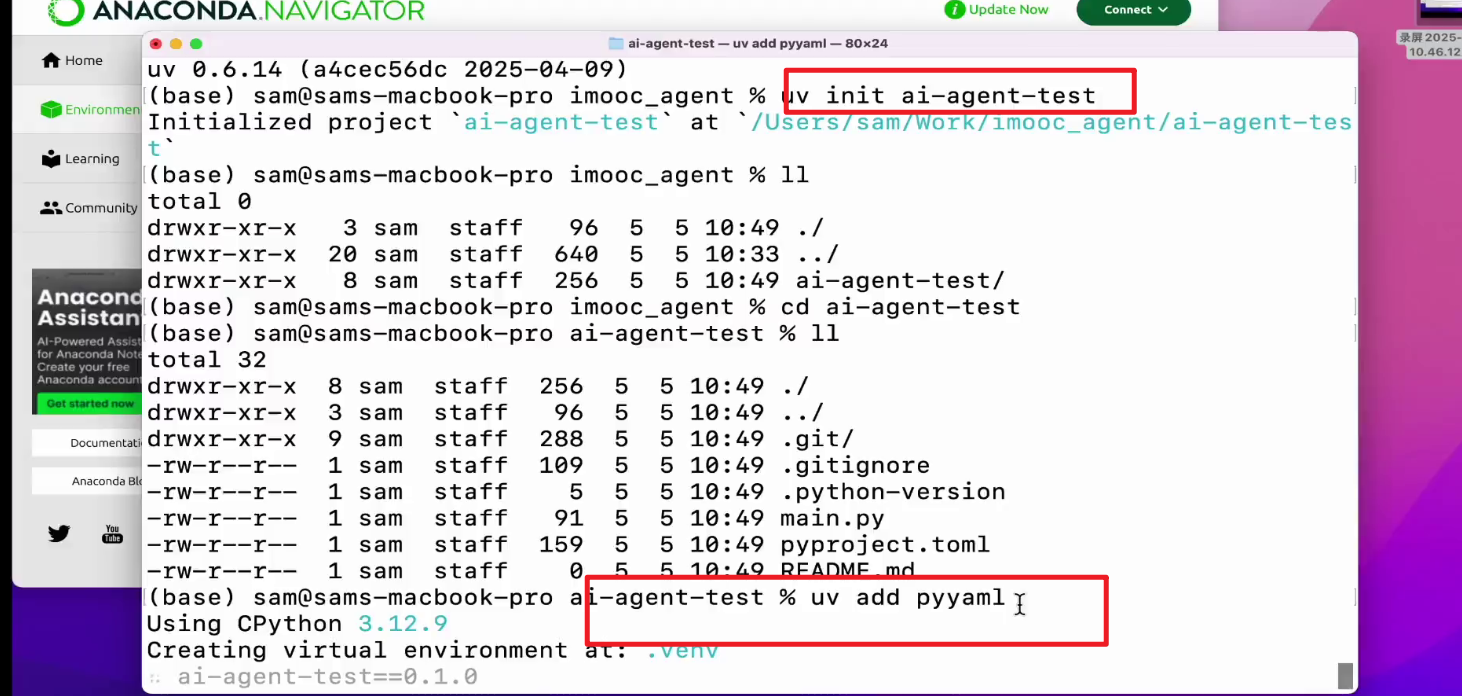 ANACONDA.NAVIGATOR
Update Now
Connect
录屏 2025-
10.46.12
Home
Environmen
Learning
Community
Anacond
Assistan
AI-Powered Assist
for Anaconda Note
Create your free
Anaconda accoun
Get started now
Documentati
Anaconda Blo
You
Tube
ai-agent-test — uv add pyyaml — 80×24
uv 0.6.14 (a4cec56dc 2025-04-09)
(base) sam@sams-macbook-pro imooc_agent % uv init ai-agent-test
Initialized project `ai-agent-test` at `/Users/sam/Work/imooc_agent/ai-agent-tes
t`
(base) sam@sams-macbook-pro imooc_agent % ll
total 0
drwxr-xr-x   3 sam  staff   96  5  5 10:49 ./
drwxr-xr-x  20 sam  staff  640  5  5 10:33 ../
drwxr-xr-x   8 sam  staff  256  5  5 10:49 ai-agent-test/
(base) sam@sams-macbook-pro imooc_agent % cd ai-agent-test
(base) sam@sams-macbook-pro ai-agent-test % ll
total 32
drwxr-xr-x  8 sam  staff  256  5  5 10:49 ./
drwxr-xr-x  3 sam  staff   96  5  5 10:49 ../
drwxr-xr-x  9 sam  staff  288  5  5 10:49 .git/
-rw-r--r--  1 sam  staff  109  5  5 10:49 .gitignore
-rw-r--r--  1 sam  staff    5  5  5 10:49 .python-version
-rw-r--r--  1 sam  staff   91  5  5 10:49 main.py
-rw-r--r--  1 sam  staff  159  5  5 10:49 pyproject.toml
-rw-r--r--  1 sam  staff    0  5  5 10:49 README.md
(base) sam@sams-macbook-pro ai-agent-test % uv add pyyaml
Using CPython 3.12.9
Creating virtual environment at: .venv
ai-agent-test==0.1.0